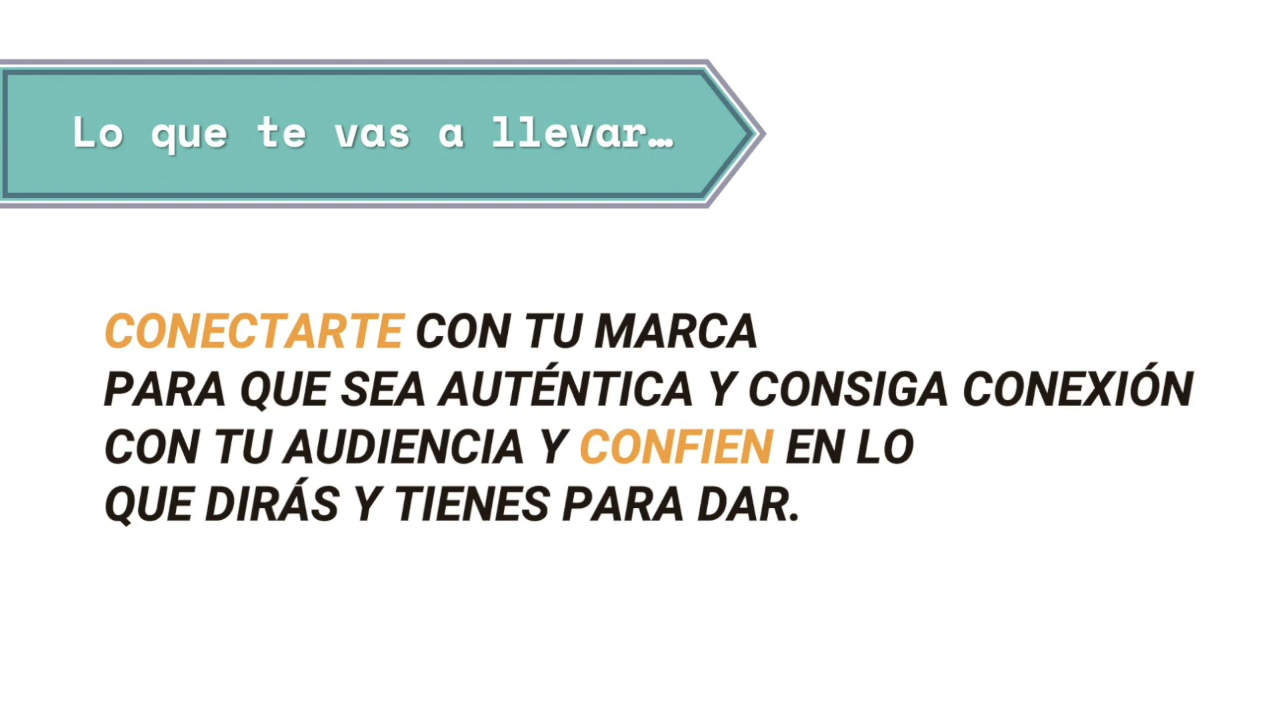 Lo que te vas a llevar…
CONECTARTE CON TU MARCA
PARA QUE SEA AUTÉNTICA Y CONSIGA CONEXIÓN
CON TU AUDIENCIA Y CONFIEN EN LO
QUE DIRÁS Y TIENES PARA DAR.